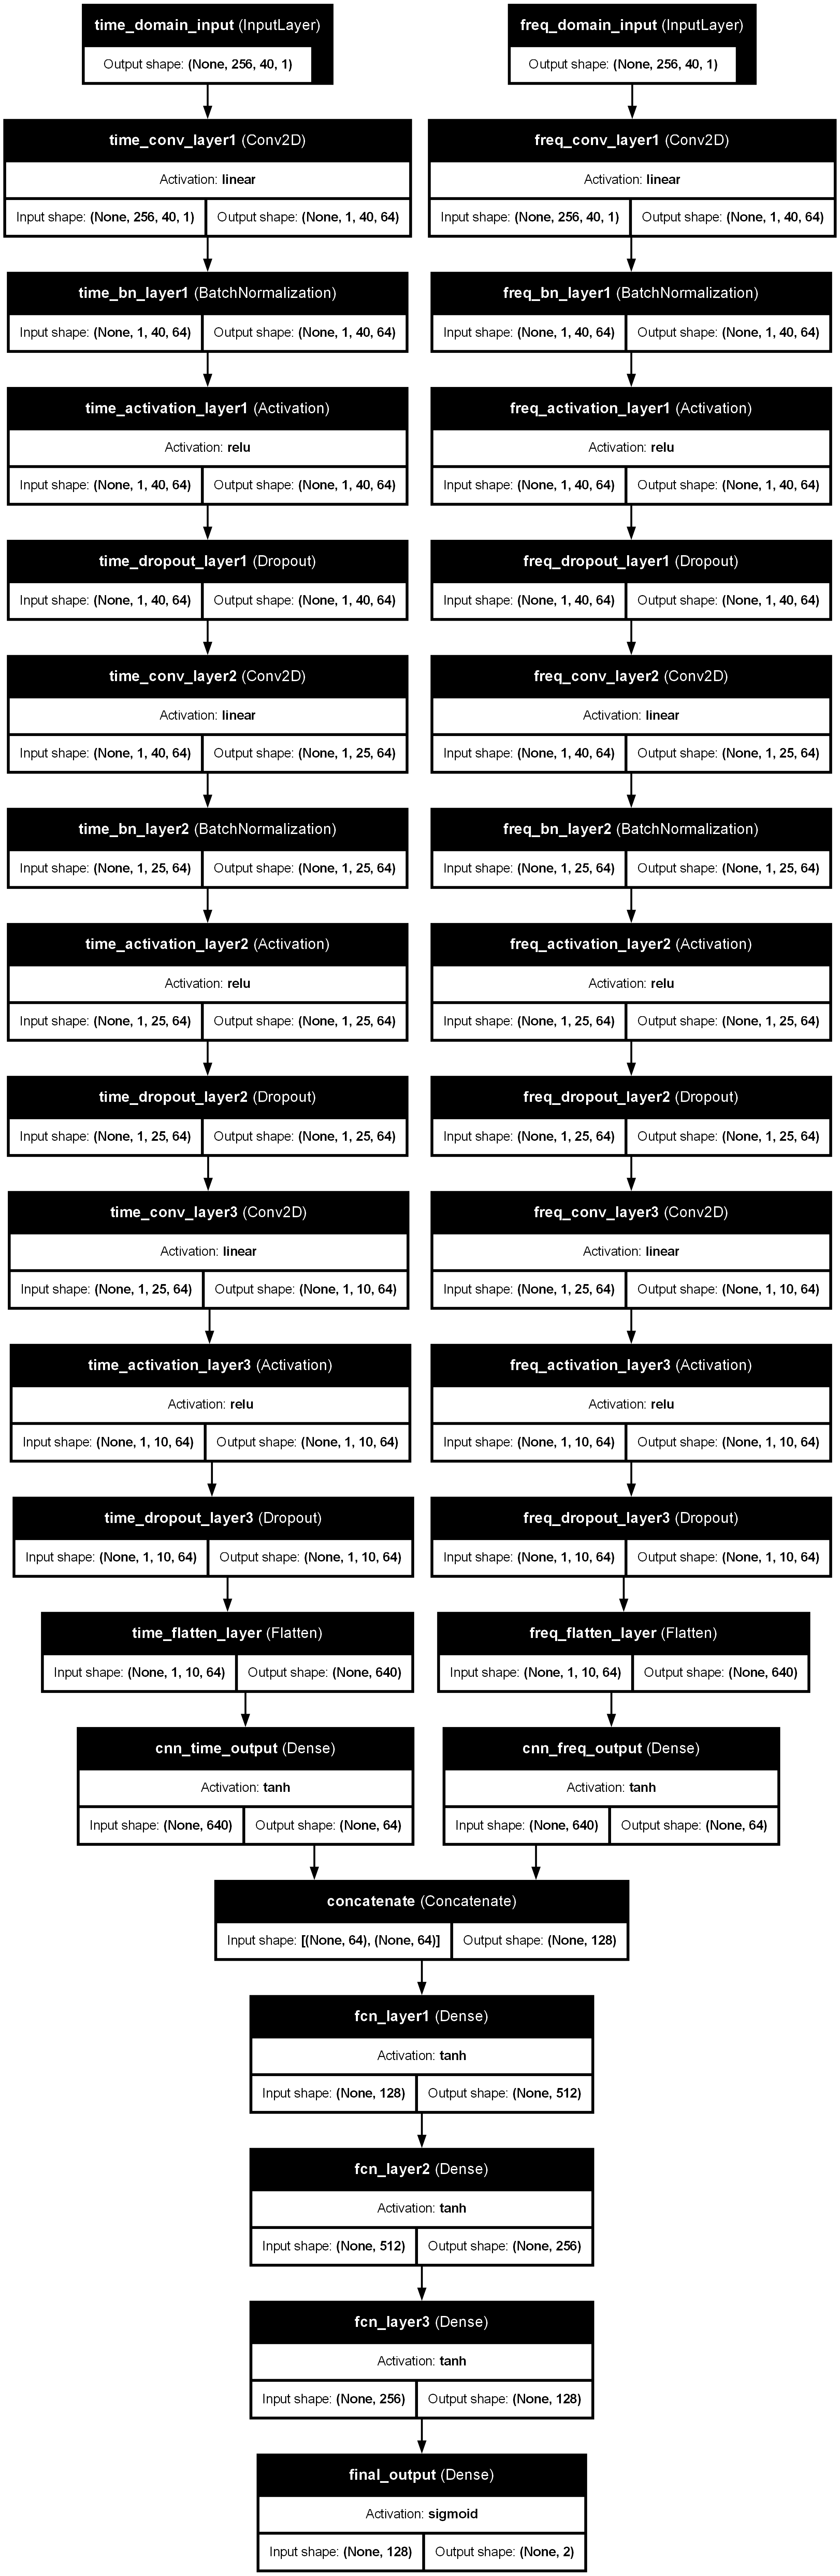 time_domain_input (InputLayer)
Output shape: (None, 256, 40, 1)
time_conv_layer1 (Conv2D)
Activation: linear
Input shape: (None, 256, 40, 1) Output shape: (None, 1, 40, 64)
time_bn_layer1 (BatchNormalization)
Input shape: (None, 1, 40, 64) Output shape: (None, 1, 40, 64)
time_activation_layer1 (Activation)
Activation: relu
Input shape: (None, 1, 40, 64) Output shape: (None, 1, 40, 64)
time_dropout_layer1 (Dropout)
Input shape: (None, 1, 40, 64) Output shape: (None, 1, 40, 64)
time_conv_layer2 (Conv2D)
Activation: linear
Input shape: (None, 1, 40, 64) Output shape: (None, 1, 25, 64)
time_bn_layer2 (BatchNormalization)
Input shape: (None, 1, 25, 64) Output shape: (None, 1, 25, 64)
time_activation_layer2 (Activation)
Activation: relu
Input shape: (None, 1, 25, 64) Output shape: (None, 1, 25, 64)
time_dropout_layer2 (Dropout)
Input shape: (None, 1, 25, 64) Output shape: (None, 1, 25, 64)
time_conv_layer3 (Conv2D)
Activation: linear
Input shape: (None, 1, 25, 64) Output shape: (None, 1, 10, 64)
time_activation_layer3 (Activation)
Activation: relu
Input shape: (None, 1, 10, 64) Output shape: (None, 1, 10, 64)
time_dropout_layer3 (Dropout)
Input shape: (None, 1, 10, 64) Output shape: (None, 1, 10, 64)
time_flatten_layer (Flatten)
Input shape: (None, 1, 10, 64) Output shape: (None, 640)
cnn_time_output (Dense)
Activation: tanh
Input shape: (None, 640) Output shape: (None, 64)
freq_domain_input (InputLayer)
Output shape: (None, 256, 40, 1)
freq_conv_layer1 (Conv2D)
Activation: linear
Input shape: (None, 256, 40, 1) Output shape: (None, 1, 40, 64)
freq_bn_layer1 (BatchNormalization)
Input shape: (None, 1, 40, 64) Output shape: (None, 1, 40, 64)
freq_activation_layer1 (Activation)
Activation: relu
Input shape: (None, 1, 40, 64) Output shape: (None, 1, 40, 64)
freq_dropout_layer1 (Dropout)
Input shape: (None, 1, 40, 64) Output shape: (None, 1, 40, 64)
freq_conv_layer2 (Conv2D)
Activation: linear
Input shape: (None, 1, 40, 64) Output shape: (None, 1, 25, 64)
freq_bn_layer2 (BatchNormalization)
Input shape: (None, 1, 25, 64) Output shape: (None, 1, 25, 64)
freq_activation_layer2 (Activation)
Activation: relu
Input shape: (None, 1, 25, 64) Output shape: (None, 1, 25, 64)
freq_dropout_layer2 (Dropout)
Input shape: (None, 1, 25, 64) Output shape: (None, 1, 25, 64)
freq_conv_layer3 (Conv2D)
Activation: linear
Input shape: (None, 1, 25, 64) Output shape: (None, 1, 10, 64)
freq_activation_layer3 (Activation)
Activation: relu
Input shape: (None, 1, 10, 64) Output shape: (None, 1, 10, 64)
freq_dropout_layer3 (Dropout)
Input shape: (None, 1, 10, 64) Output shape: (None, 1, 10, 64)
freq_flatten_layer (Flatten)
Input shape: (None, 1, 10, 64) Output shape: (None, 640)
cnn_freq_output (Dense)
Activation: tanh
Input shape: (None, 640) Output shape: (None, 64)
concatenate (Concatenate)
Input shape: [(None, 64), (None, 64)] Output shape: (None, 128)
fcn_layer1 (Dense)
Activation: tanh
Input shape: (None, 128) Output shape: (None, 512)
fcn_layer2 (Dense)
Activation: tanh
Input shape: (None, 512) Output shape: (None, 256)
fcn_layer3 (Dense)
Activation: tanh
Input shape: (None, 256) Output shape: (None, 128)
final_output (Dense)
Activation: sigmoid
Input shape: (None, 128) Output shape: (None, 2)